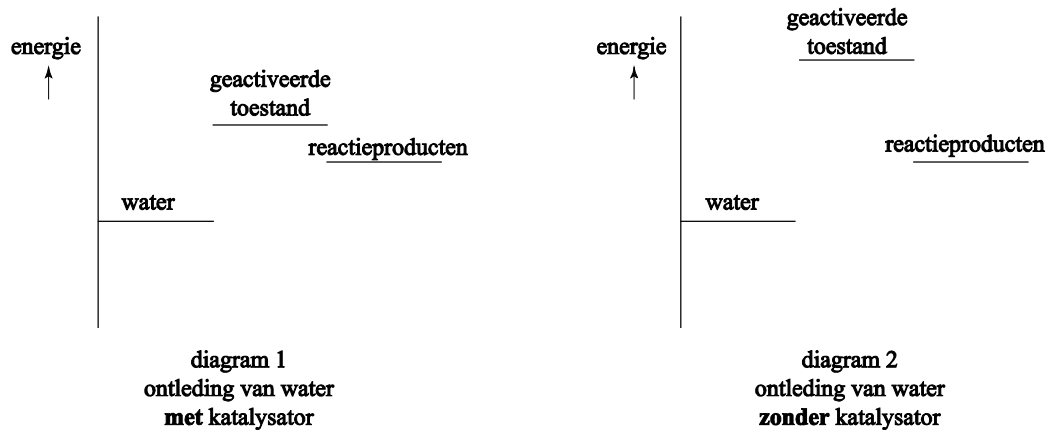 energie
geactiveerde
toestand
reactieproducten
water
diagram 1
ontleding van water
met katalysator
energie
geactiveerde
toestand
reactieproducten
water
diagram 2
ontleding van water
zonder katalysator